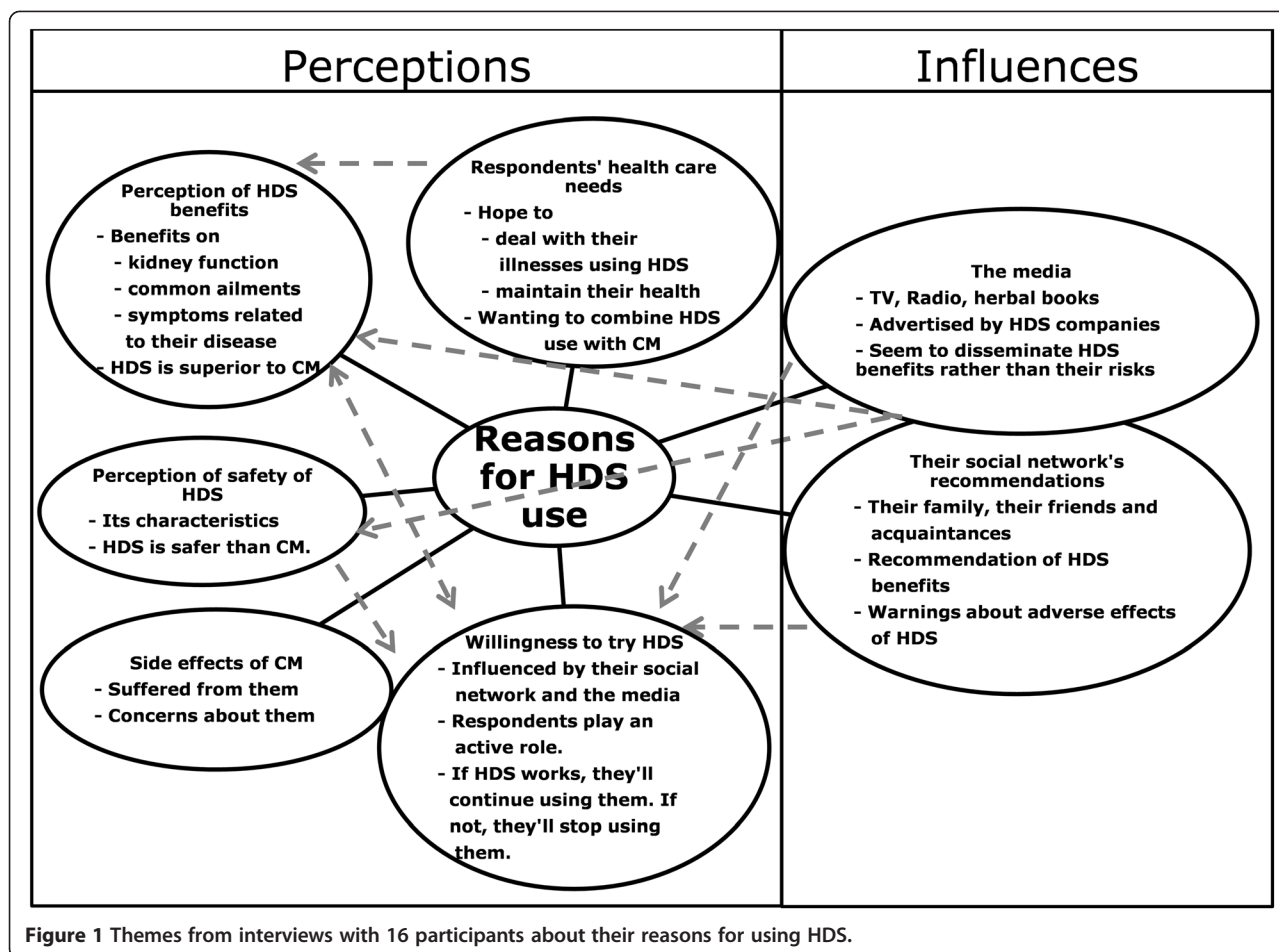 Perceptions
Influences
Perception of HDS
benefits
- Benefits on
- kidney function
- common ailments
- symptoms related
to their disease
- HDS is superior to CM
Respondents' health care
needs
- Hope to
- deal with their
illnesses using HDS
- maintain their health
- Wanting to combine HDS
use with CM
The media
- TV, Radio, herbal books
- Advertised by HDS companies
- Seem to disseminate HDS
benefits rather than their risks
Reasons
for HDS
use
Perception of safety of
HDS
- Its characteristics
- HDS is safer than CM.
Their social network's
recommendations
- Their family, their friends and
acquaintances
- Recommendation of HDS
benefits
- Warnings about adverse effects
of HDS
Side effects of CM
- Suffered from them
- Concerns about them
Willingness to try HDS
- Influenced by their social
network and the media
- Respondents play an
active role.
- If HDS works, they'll
continue using them. If
not, they'll stop using
them.
Figure 1 Themes from interviews with 16 participants about their reasons for using HDS.